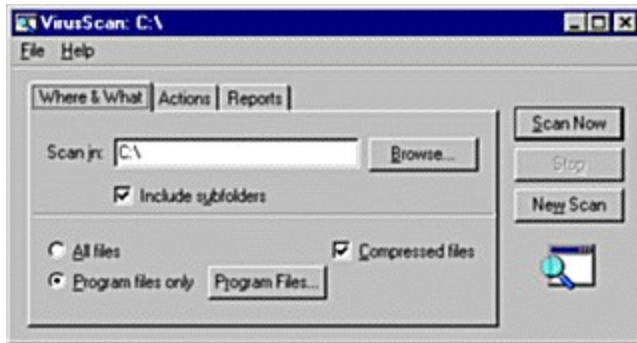 VirusScan: C:\
File Help
Where & What Actions Reports
Scan in: C:\ Browse...
Include subfolders
All files
Compressed files
Program files only Program Files...
Scan Now
Stop
New Scan